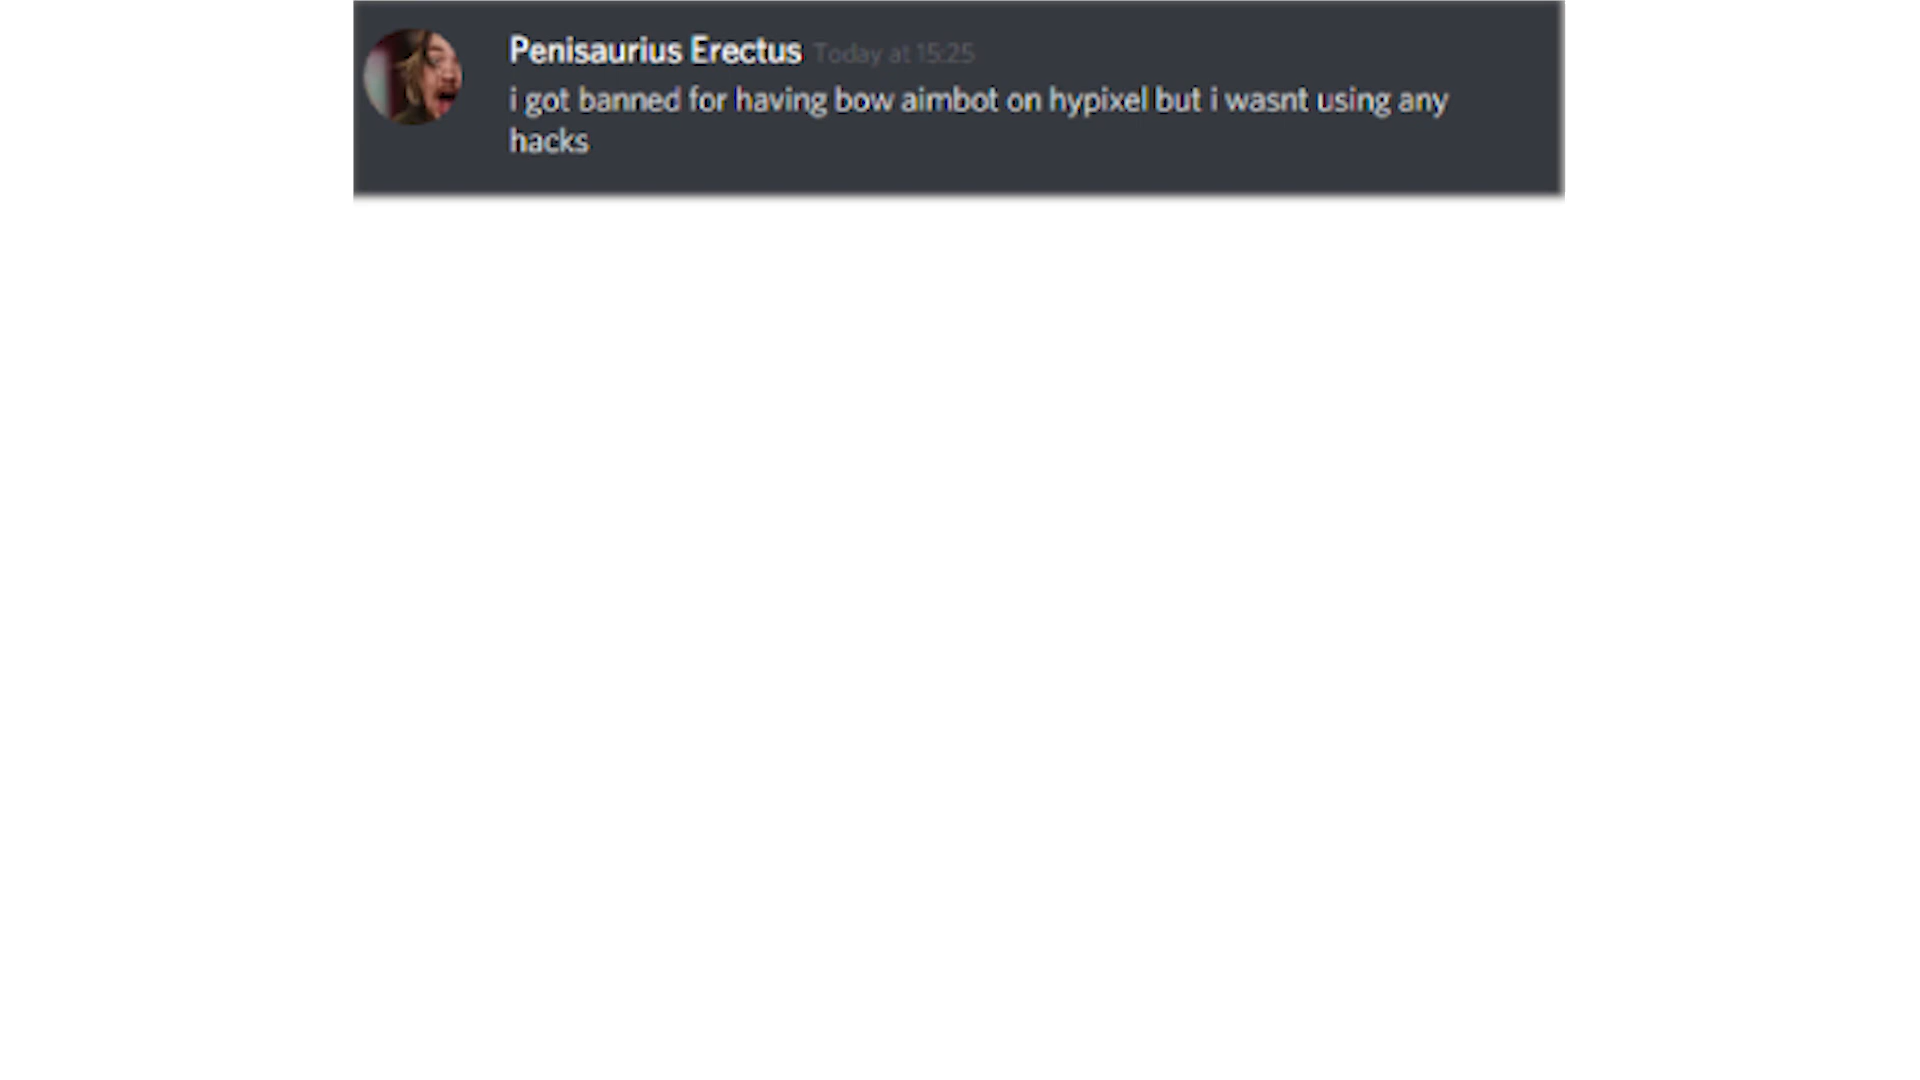 Penisaurius Erectus Today at 15:25
i got banned for having bow aimbot on hypixel but i wasnt using any
hacks